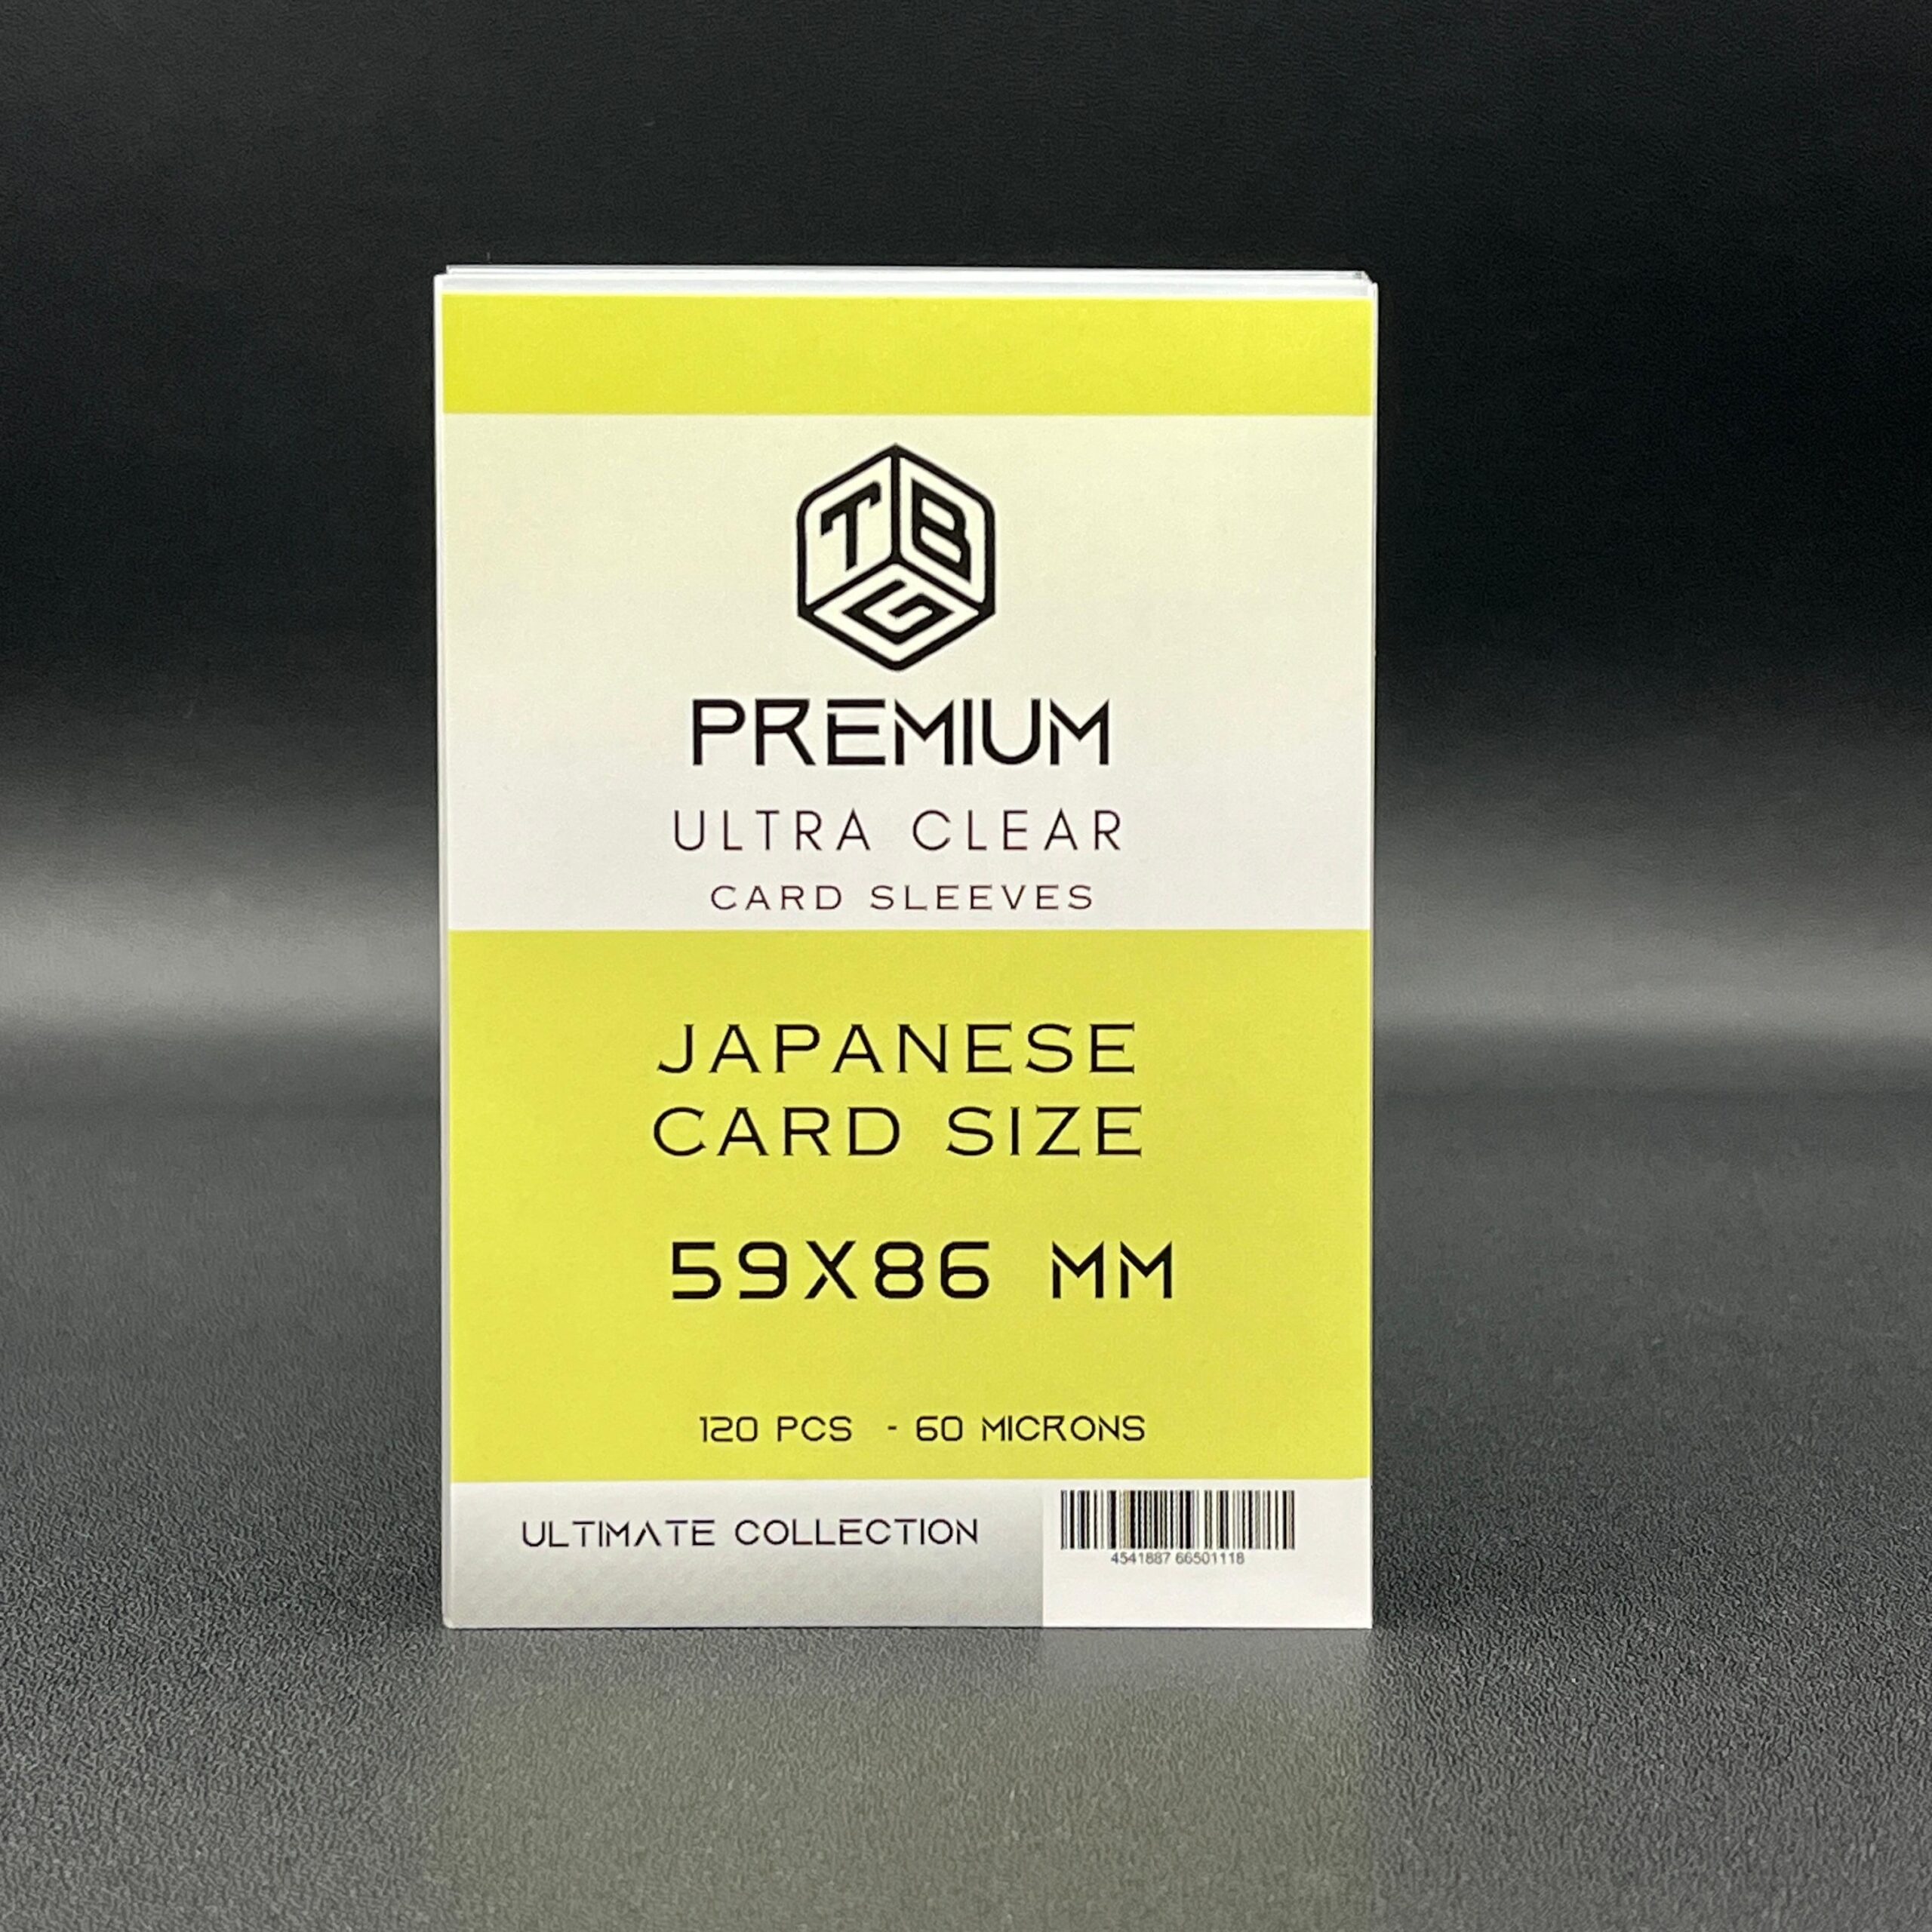 TBG
PREMIUM
ULTRA CLEAR
CARD SLEEVES
JAPANESE
CARD SIZE
59X86 MM
120 PCS - 60 MICRONS
ULTIMATE COLLECTION
4541887 66501118